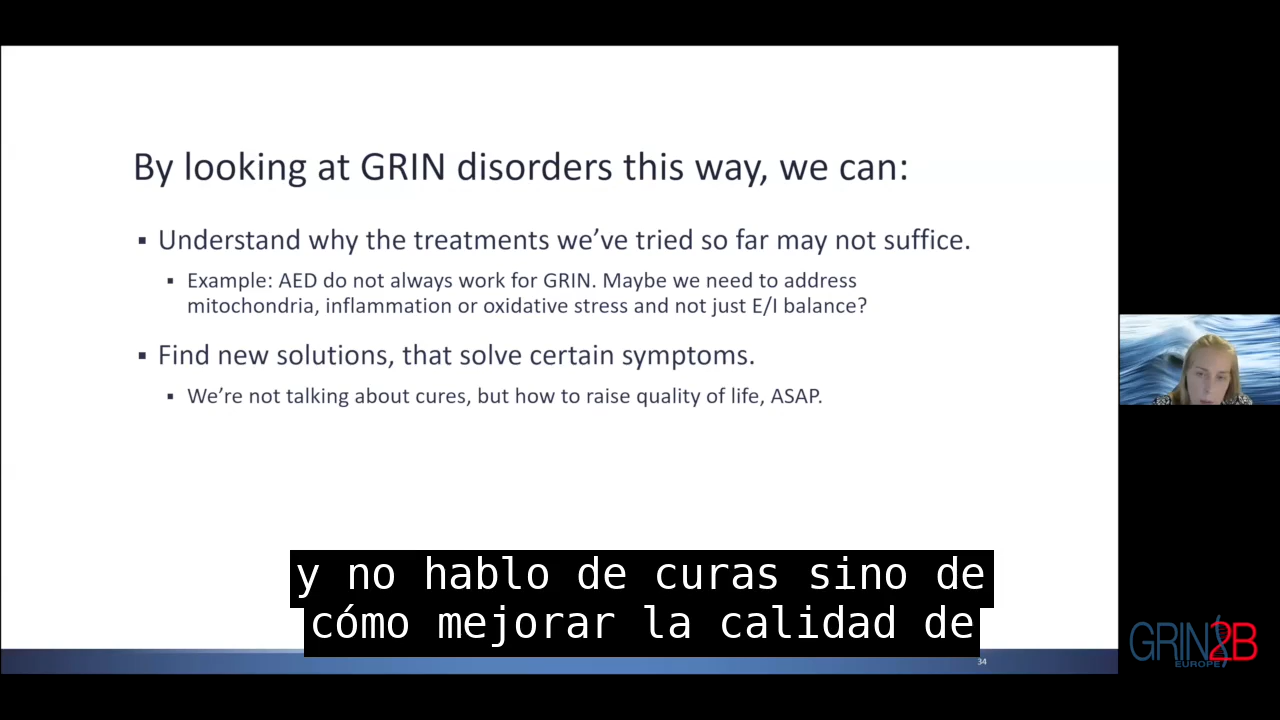 By looking at GRIN disorders this way, we can:
▪ Understand why the treatments we’ve tried so far may not suffice.
▪ Example: AED do not always work for GRIN. Maybe we need to address
mitochondria, inflammation or oxidative stress and not just E/I balance?
▪ Find new solutions, that solve certain symptoms.
▪ We’re not talking about cures, but how to raise quality of life, ASAP.
y no hablo de curas sino de
cómo mejorar la calidad de
34
GRIN2B
EUROPE